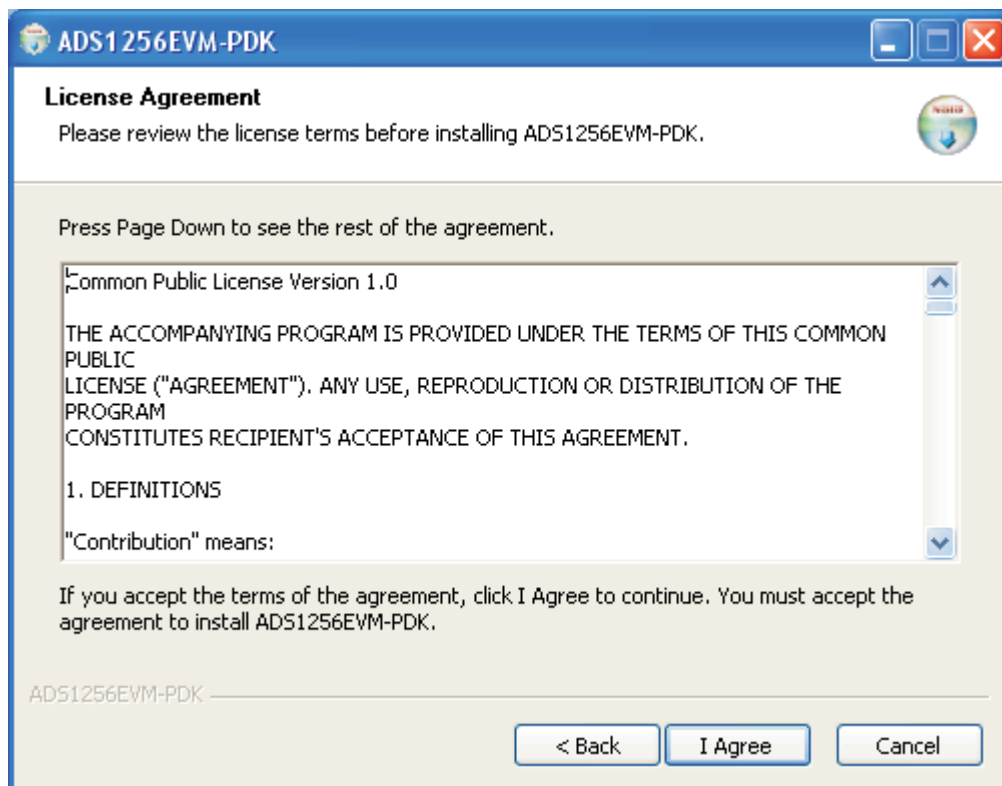 ADS1256EVM-PDK
License Agreement
Please review the license terms before installing ADS1256EVM-PDK.
Press Page Down to see the rest of the agreement.
Common Public License Version 1.0
THE ACCOMPANYING PROGRAM IS PROVIDED UNDER THE TERMS OF THIS COMMON
PUBLIC
LICENSE ("AGREEMENT"). ANY USE, REPRODUCTION OR DISTRIBUTION OF THE
PROGRAM
CONSTITUTES RECIPIENT'S ACCEPTANCE OF THIS AGREEMENT.
1. DEFINITIONS
"Contribution" means:
If you accept the terms of the agreement, click I Agree to continue. You must accept the
agreement to install ADS1256EVM-PDK.
ADS1256EVM-PDK
< Back
I Agree
Cancel